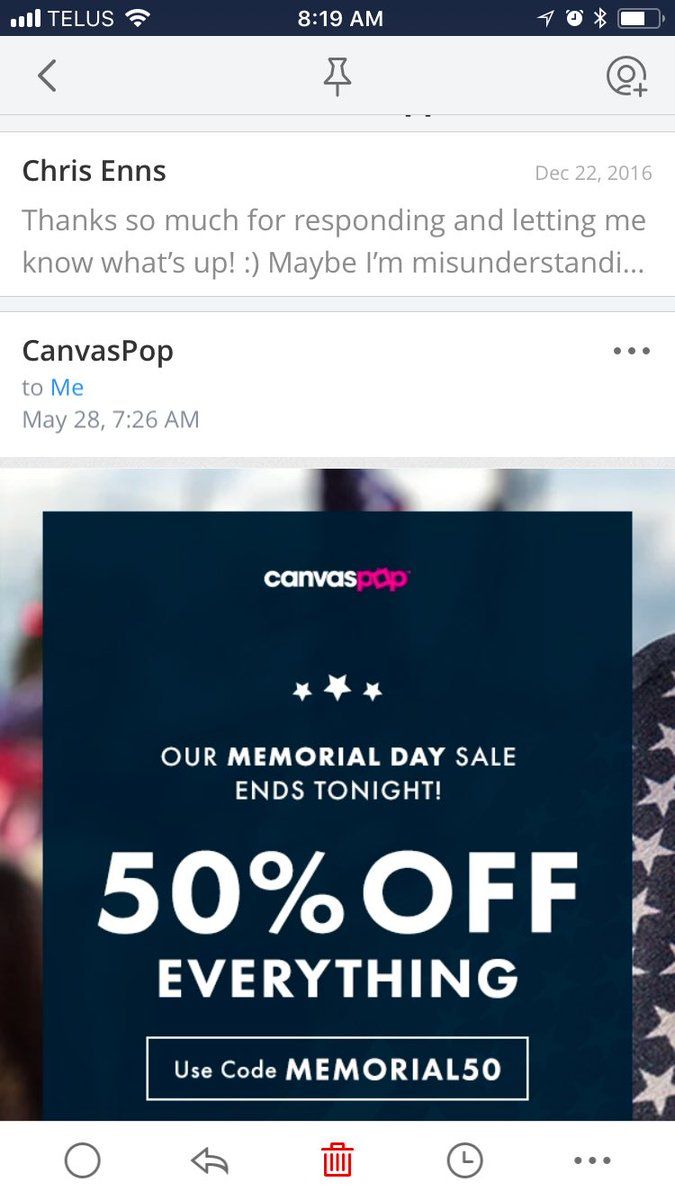 TELUS 8:19 AM
Chris Enns Dec 22, 2016
Thanks so much for responding and letting me
know what’s up! :) Maybe I’m misunderstandi...
CanvasPop
to Me
May 28, 7:26 AM
canvaspop
OUR MEMORIAL DAY SALE
ENDS TONIGHT!
50% OFF
EVERYTHING
Use Code MEMORIAL50